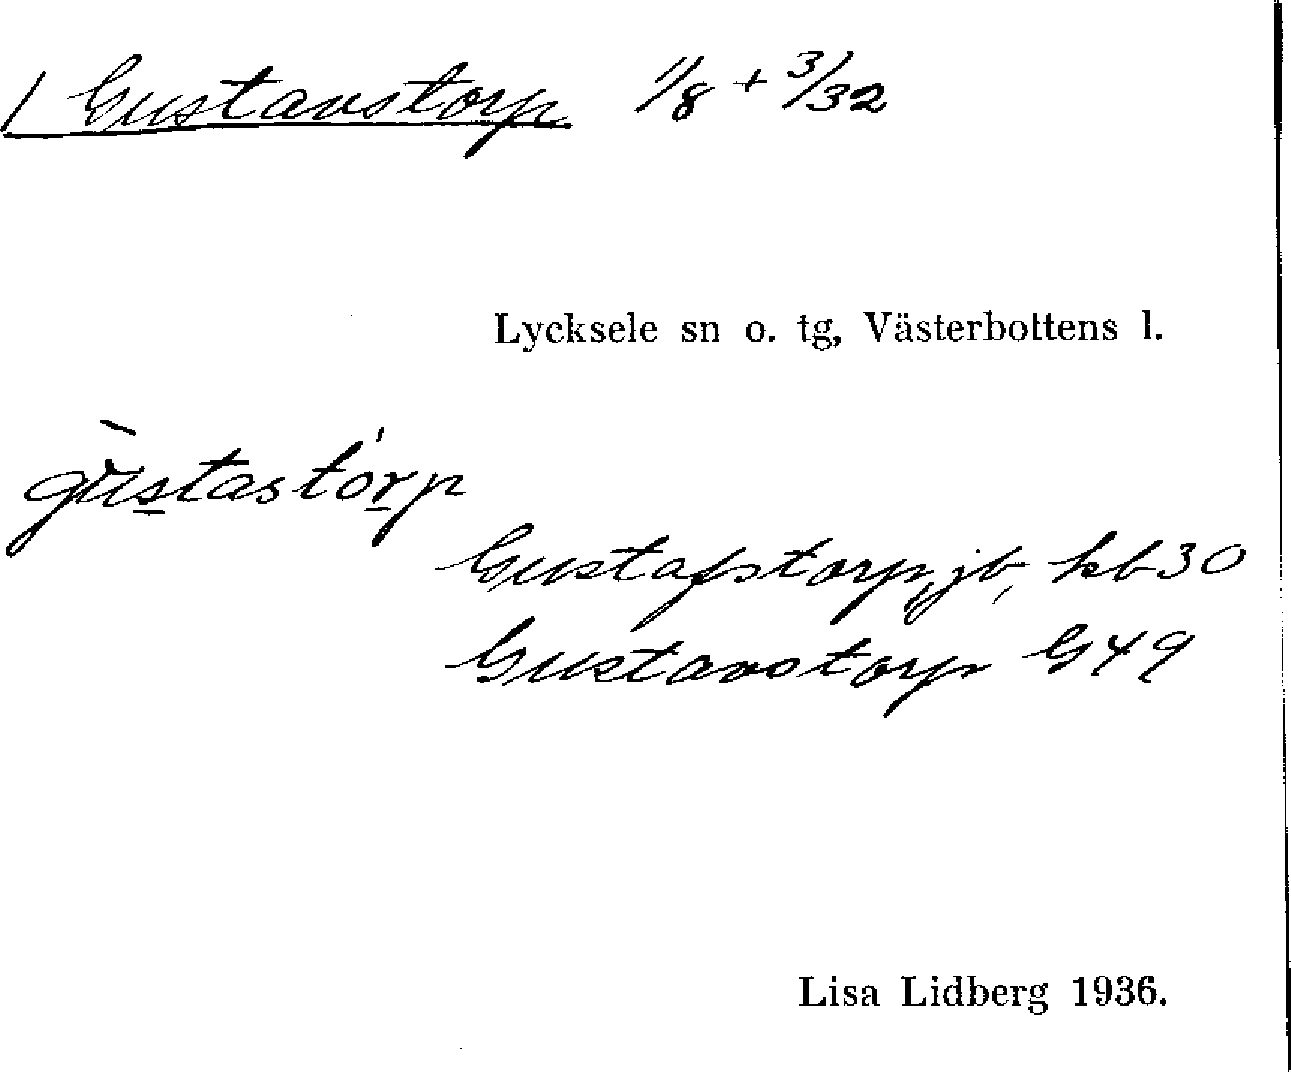 1 Gustavstorp 1/8 + 3/32
Lycksele sn o. tg, Västerbottens l.
gùstastórp
Gustafstorp, jb, kb 30
Gustavstorp G 49
Lisa Lidberg 1936.